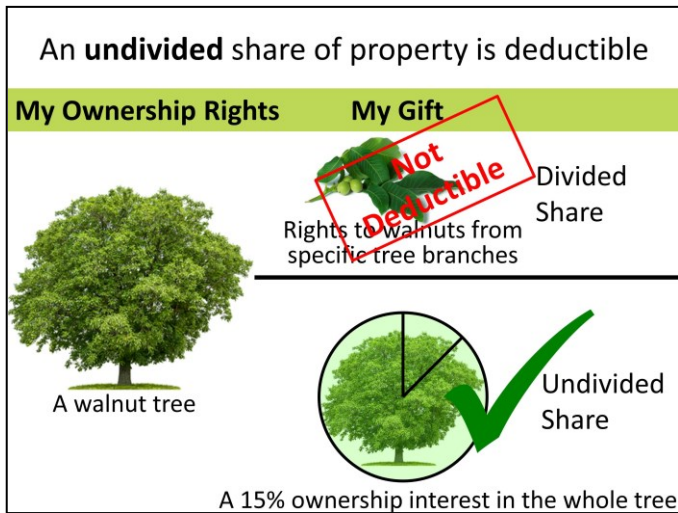 An undivided share of property is deductible
My Ownership Rights
My Gift
Not
Deductible
Rights to walnuts from
specific tree branches
Divided
Share
A walnut tree
Undivided
Share
A 15% ownership interest in the whole tree